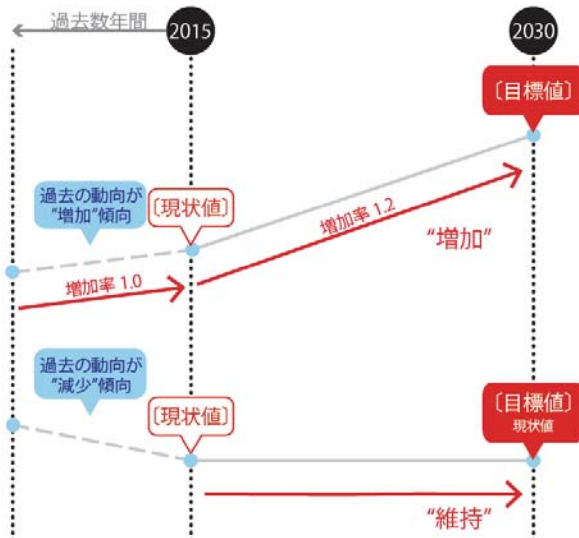 過去数年間
2015
2030
〔目標値〕
過去の動向が
"増加"傾向
〔現状値〕
増加率 1.2
"増加"
増加率 1.0
過去の動向が
"減少"傾向
〔現状値〕
〔目標値〕
現状値
"維持"